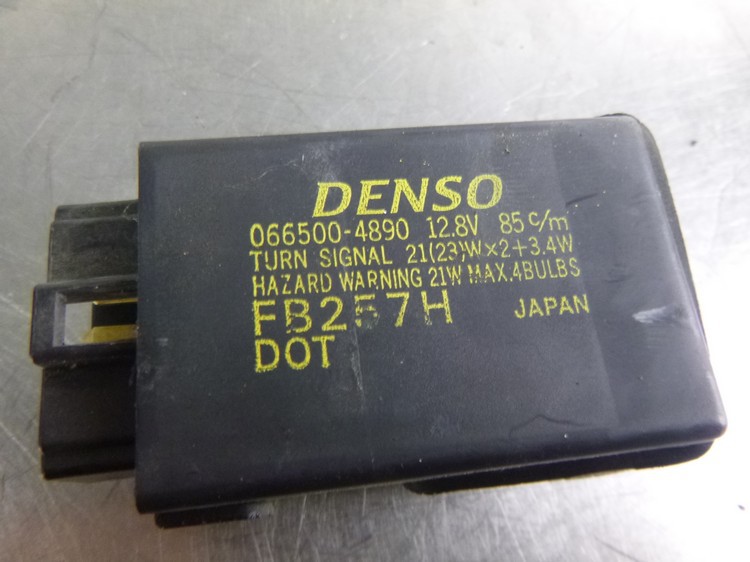 DENSO
066500-4890 12.8V 85 c/m
TURN SIGNAL 21(23)W×2+3.4W
HAZARD WARNING 21W MAX.4BULBS
FB257H JAPAN
DOT